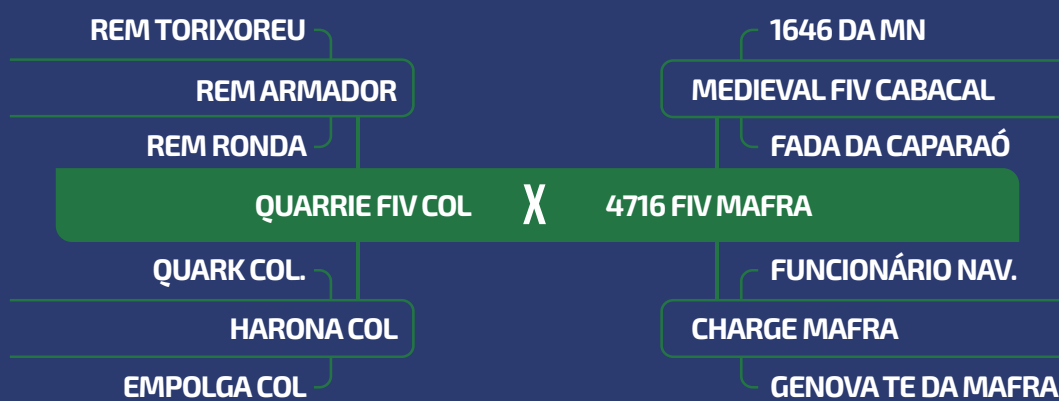 REM TORIXOREU
1646 DA MN
REM ARMADOR
MEDIEVAL FIV CABACAL
REM RONDA
FADA DA CAPARAÓ
QUARRIE FIV COL X 4716 FIV MAFRA
QUARK COL.
FUNCIONÁRIO NAV.
HARONA COL
CHARGE MAFRA
EMPOLGA COL
GENOVA TE DA MAFRA